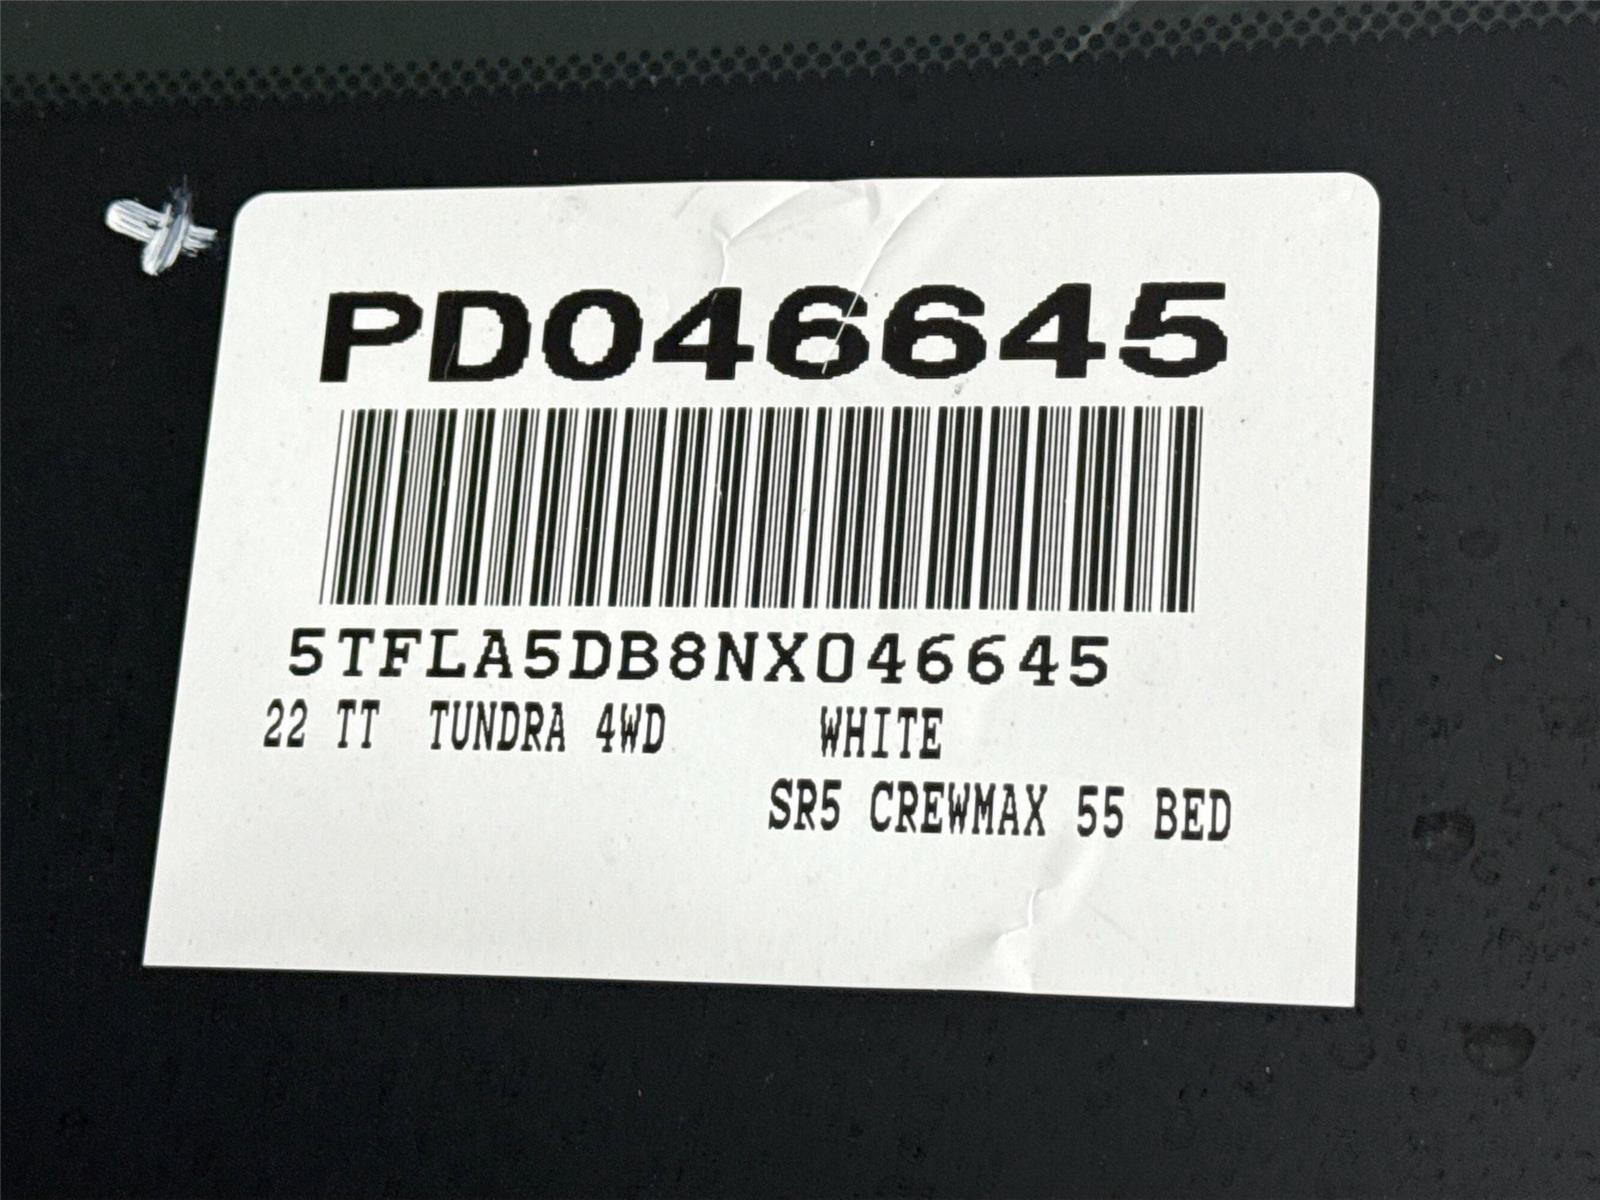 PD046645
5TFLA5DB8NX046645
22 TT TUNDRA 4WD WHITE
SR5 CREWMAX 55 BED